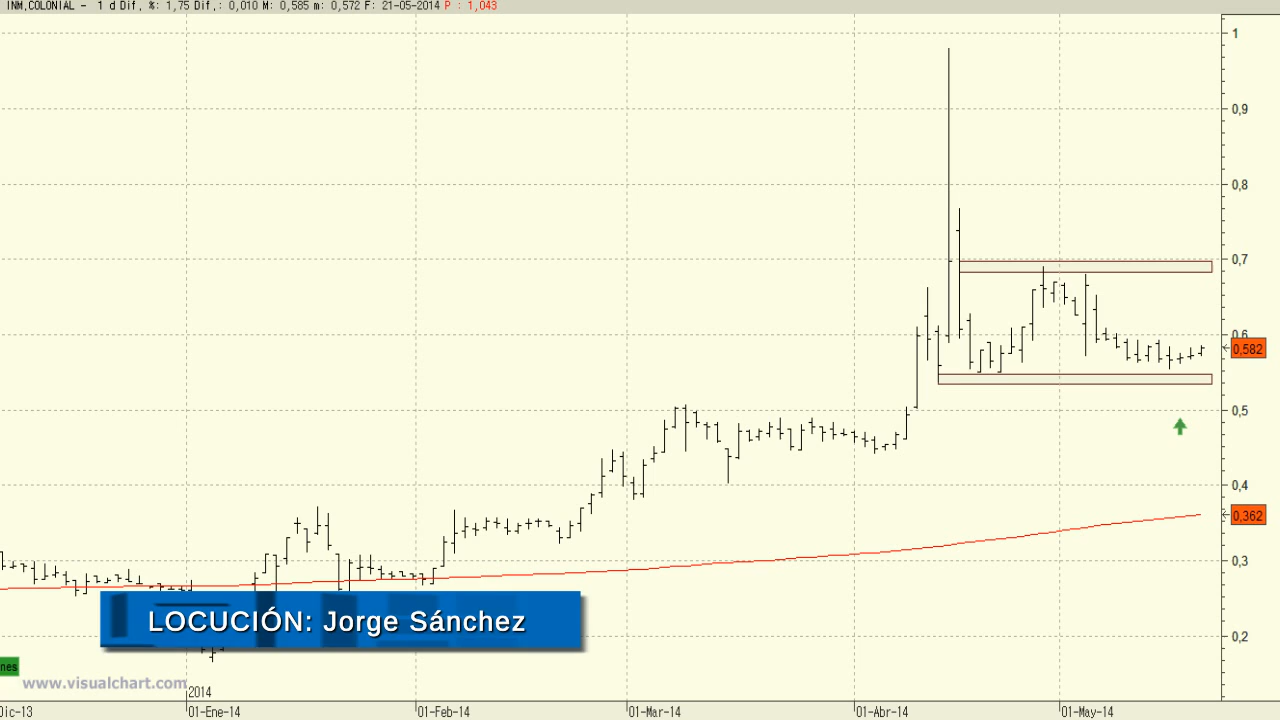 INM.COLONIAL - 1 d Dif. %: 1,75 Dif.: 0,010 M: 0,585 m: 0,572 F: 21-05-2014 P : 1,043
1
0,9
0,8
0,7
0,6
0,582
0,5
0,4
0,362
0,3
0,2
LOCUCIÓN: Jorge Sánchez
nes
www.visualchart.com
2014
Dic-13
01-Ene-14
01-Feb-14
01-Mar-14
01-Abr-14
01-May-14